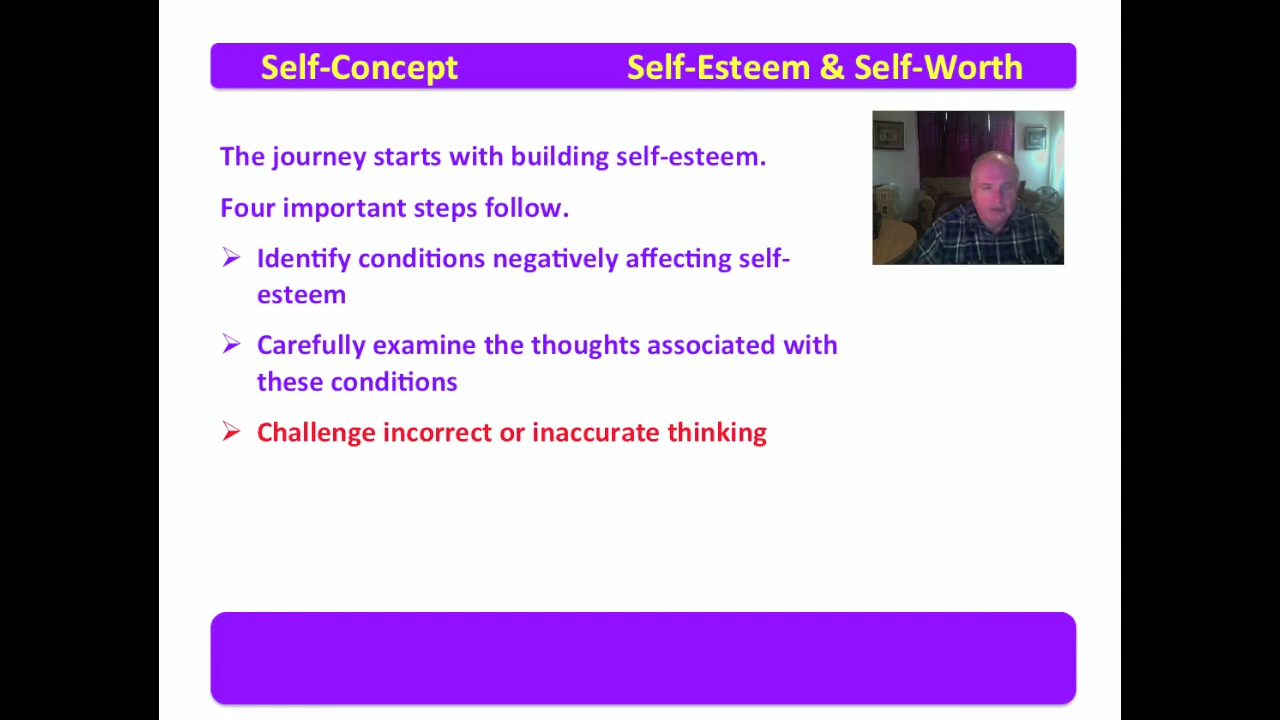 Self-Concept Self-Esteem & Self-Worth
The journey starts with building self-esteem.
Four important steps follow.
Identify conditions negatively affecting self-
esteem
Carefully examine the thoughts associated with
these conditions
Challenge incorrect or inaccurate thinking